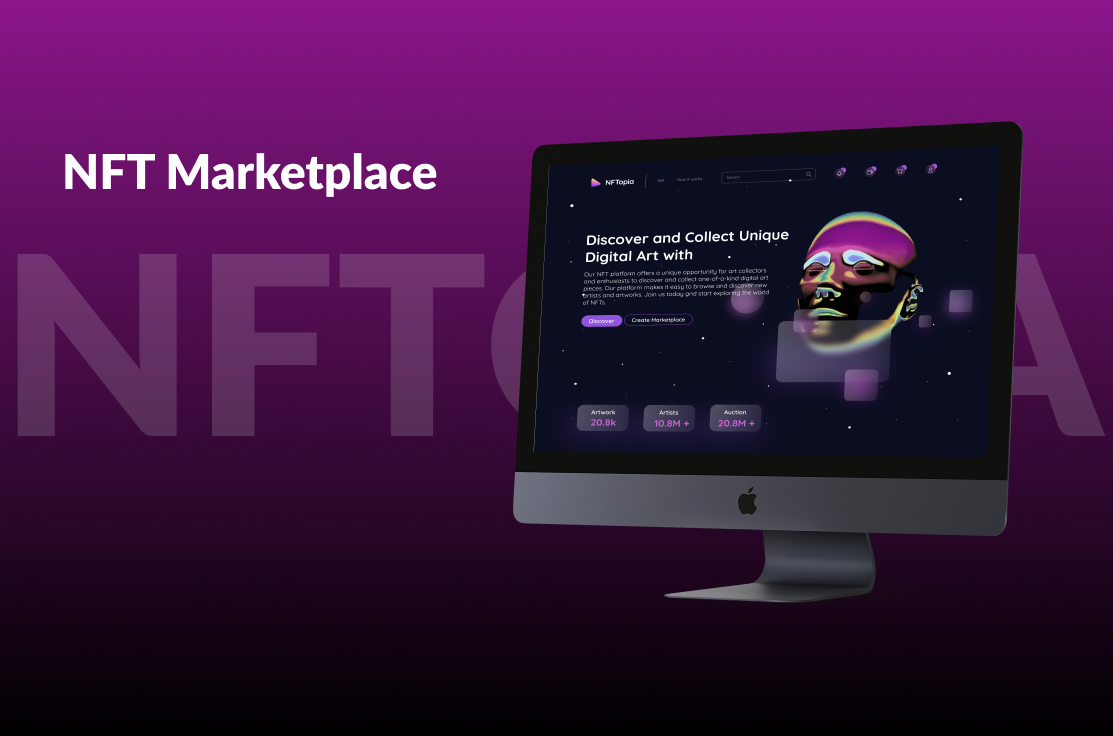 NFT Marketplace
NFTOPIA
NFTopia
Sell
How it works
Search
Discover and Collect Unique
Digital Art with
Our NFT platform offers a unique opportunity for art collectors
and enthusiasts to discover and collect one-of-kind digital art
pieces. Our platform makes it easy to browse and discover new
artists and artworks. Join us today and start exploring the world
of NFTs.
Discover
Create Marketplace
Artwork
20.8k
Artists
10.8M +
Auction
20.8M +